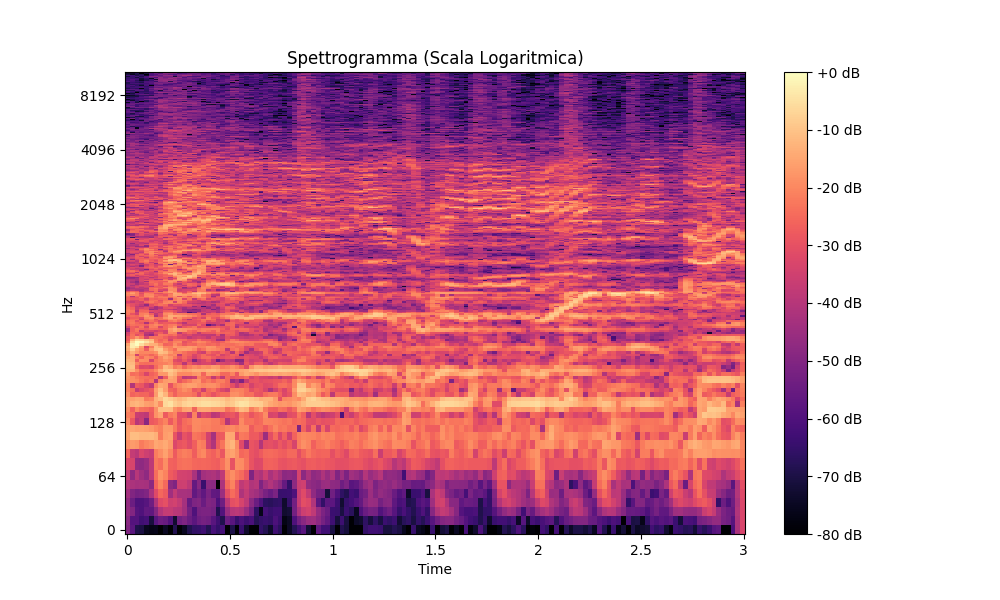 Spettrogramma (Scala Logaritmica)
Hz
8192
4096
2048
1024
512
256
128
64
0
0
0.5
1
1.5
2
2.5
3
Time
+0 dB
-10 dB
-20 dB
-30 dB
-40 dB
-50 dB
-60 dB
-70 dB
-80 dB